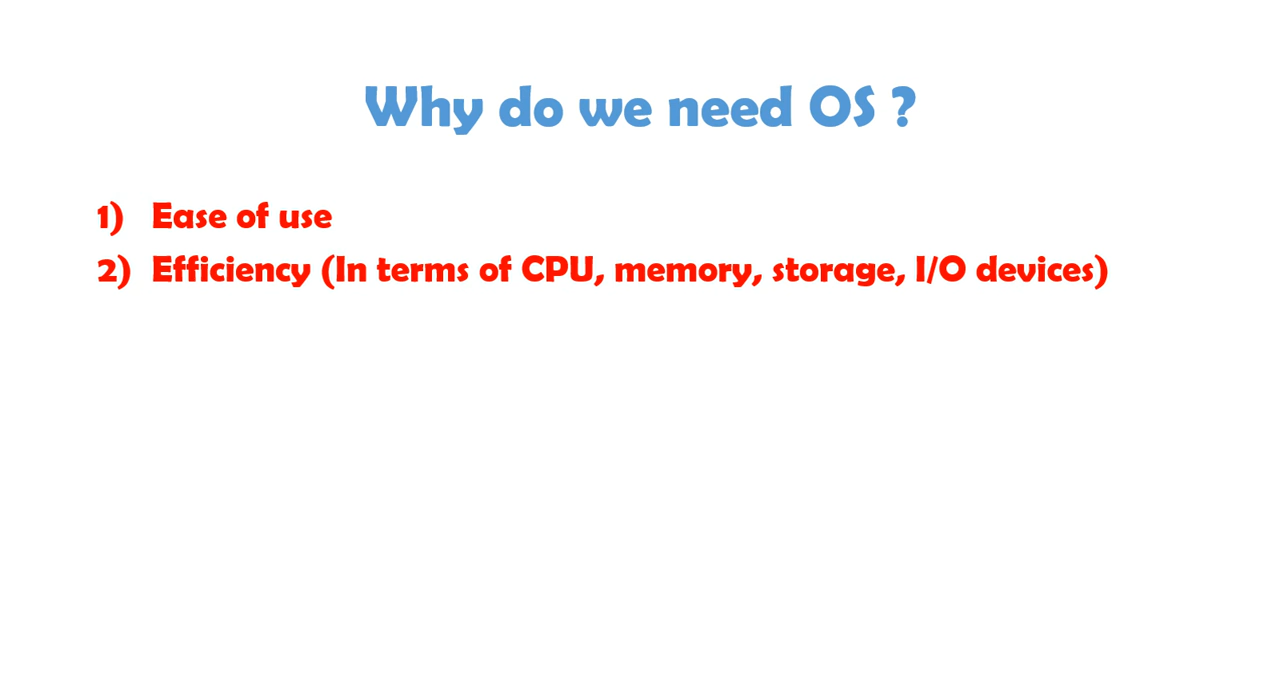 Why do we need OS ?
1) Ease of use
2) Efficiency (In terms of CPU, memory, storage, I/O devices)